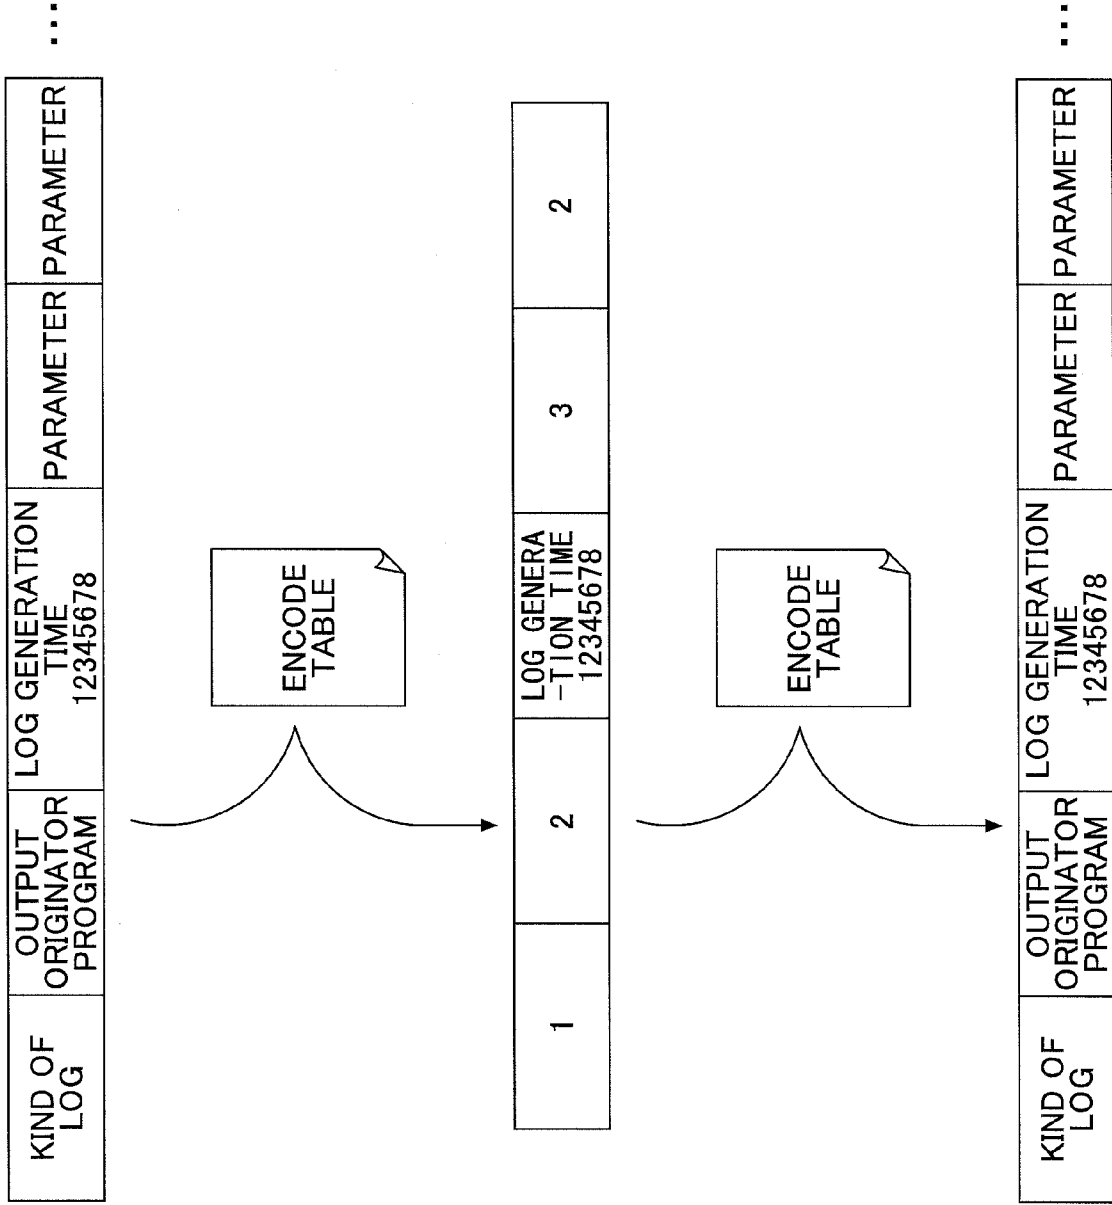 KIND OF
LOG
OUTPUT
ORIGINATOR
PROGRAM
LOG GENERATION
TIME
12345678
PARAMETER
PARAMETER
...
ENCODE
TABLE
1
2
LOG GENERA
-TION TIME
12345678
3
2
ENCODE
TABLE
KIND OF
LOG
OUTPUT
ORIGINATOR
PROGRAM
LOG GENERATION
TIME
12345678
PARAMETER
PARAMETER
...